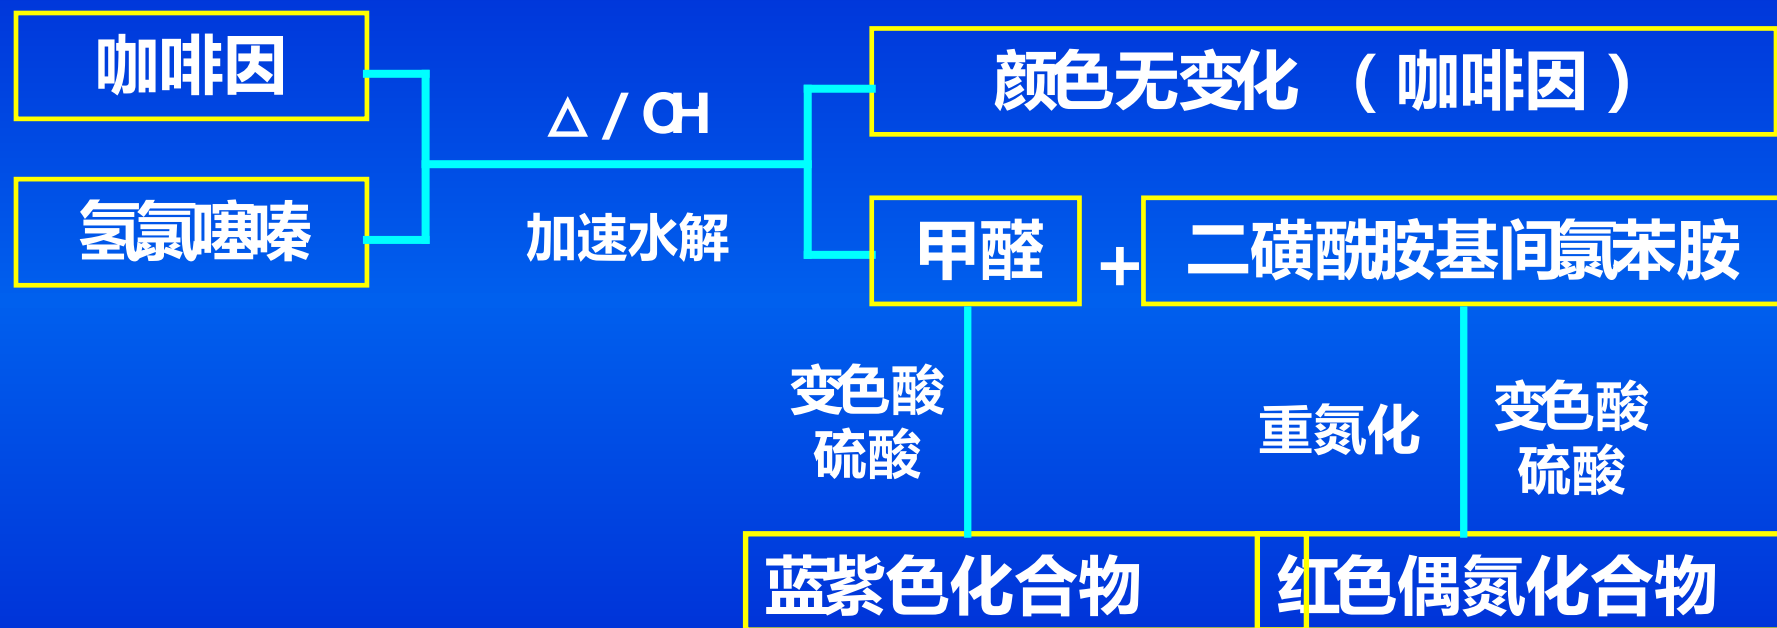 咖啡因
氢氯噻嗪
△ / OH
加速水解
颜色无变化 （咖啡因）
甲醛
+
二磺酰胺基间氯苯胺
变色酸
硫酸
重氮化
变色酸
硫酸
蓝紫色化合物
红色偶氮化合物